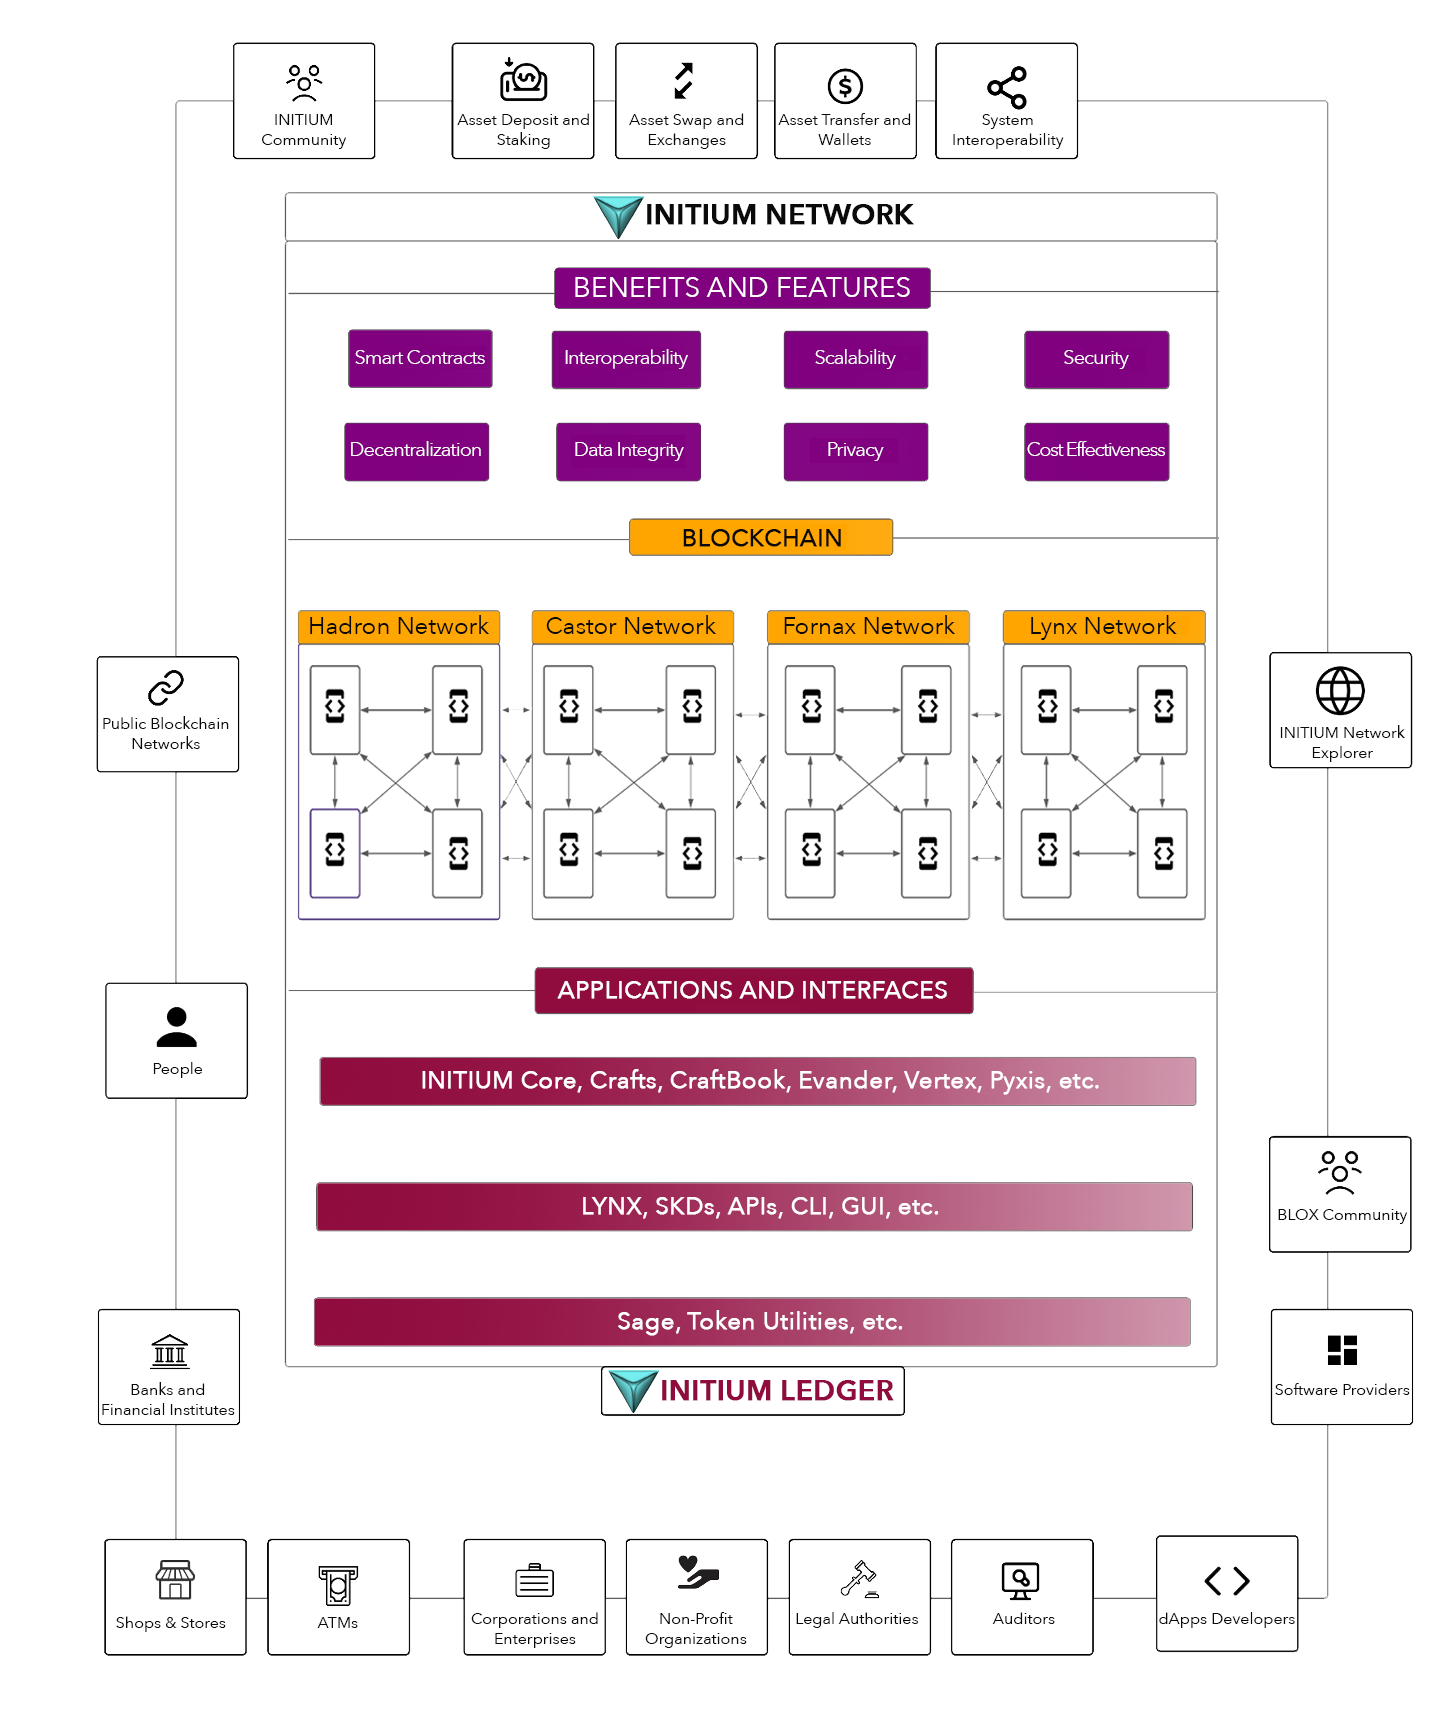 INITIUM
Community
Asset Deposit and
Staking
Asset Swap and
Exchanges
Asset Transfer and
Wallets
System
Interoperability
INITIUM NETWORK
BENEFITS AND FEATURES
Smart Contracts
Interoperability
Scalability
Security
Decentralization
Data Integrity
Privacy
Cost Effectiveness
BLOCKCHAIN
Hadron Network
Castor Network
Fornax Network
Lynx Network
Public Blockchain
Networks
INITIUM Network
Explorer
APPLICATIONS AND INTERFACES
People
INITIUM Core, Crafts, CraftBook, Evander, Vertex, Pyxis, etc.
LYNX, SKDs, APIs, CLI, GUI, etc.
BLOX Community
Sage, Token Utilities, etc.
Banks and
Financial Institutes
INITIUM LEDGER
Software Providers
Shops & Stores
ATMs
Corporations and
Enterprises
Non-Profit
Organizations
Legal Authorities
Auditors
dApps Developers